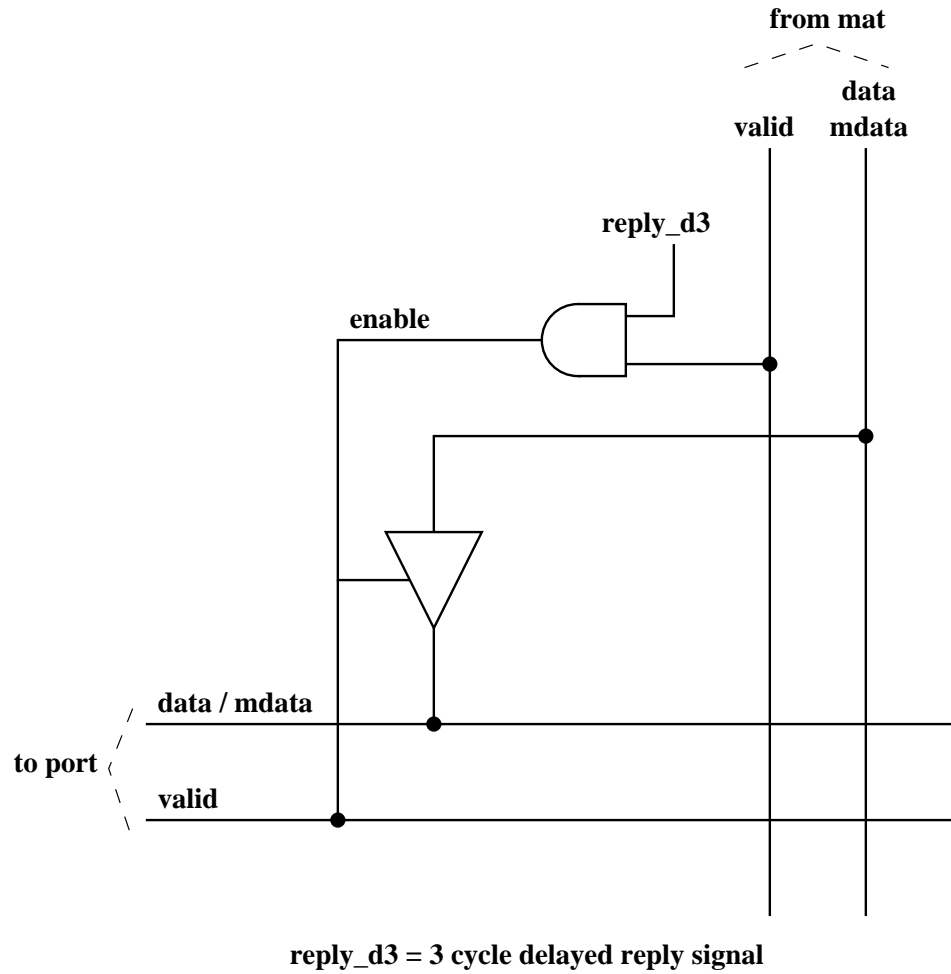 from mat
data
valid mdata
reply_d3
enable
data / mdata
to port
valid
reply_d3 = 3 cycle delayed reply signal